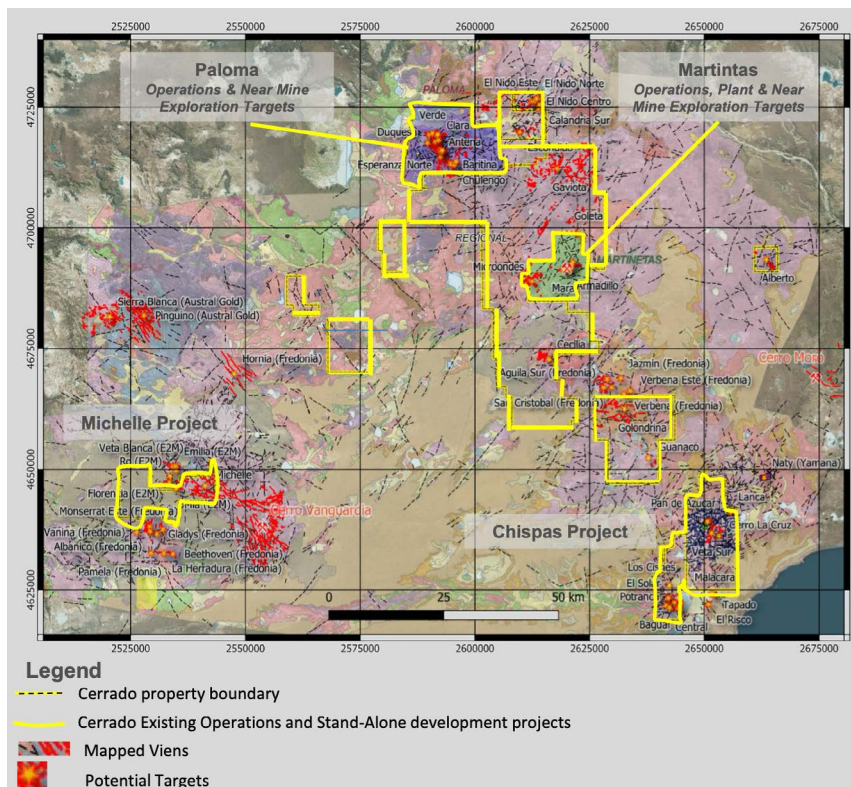 2525000 2550000 2575000 2600000 2625000 2650000 2675000
4725000
4700000
4675000
4650000
4625000
Paloma
Operations & Near Mine
Exploration Targets
Martintas
Operations, Plant & Near
Mine Exploration Targets
PALOMA
El Nido Este
El Nido Norte
El Nido Centro
Calandria Sur
Verde
Clara
Duques
Antena
Esperanza Norte
Baritina
Chulengo
Escondido
Gaviota
Goleta
REGIONAL
MARTINETAS
Microondes
Mara
Armadillo
Alberto
Sierra Blanca (Austral Gold)
Pinguino (Austral Gold)
Hornia (Fredonia)
Cecilia
Aguila Sur (Fredonia)
San Cristobal (Fredonia)
Jazmin (Fredonia)
Verbena Este (Fredonia)
Verbena (Fredonia)
Golondrina
Guanaco
Cerro Moro
Michelle Project
Veta Blanca (E2M)
Emilia (E2M)
Michelle
Monserrat Este (Fredonia)
Cerro Vanguardia
Vanina (Fredonia)
Gladys (Fredonia)
Albanico (Fredonia)
Beethoven (Fredonia)
Pamela (Fredonia)
La Herradura (Fredonia)
Chispas Project
Naty (Yamana)
Lanca
Pan de Azucar
Cerro La Cruz
Veta Sur
Malacara
Los Cisnes
El Sol
Tapado
El Risco
Bagual
Central
4625000
0 25 50 km
2525000 2550000 2575000 2600000 2625000 2650000 2675000
Legend
Cerrado property boundary
Cerrado Existing Operations and Stand-Alone development projects
Mapped Viens
Potential Targets